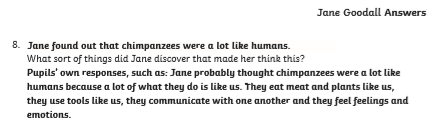 Jane Goodall Answers
8. Jane found out that chimpanzees were a lot like humans.
What sort of things did Jane discover that made her think this?
Pupils' own responses, such as: Jane probably thought chimpanzees were a lot like
humans because a lot of what they do is like us. They eat meat and plants like us,
they use tools like us, they communicate with one another and they feel feelings and
emotions.